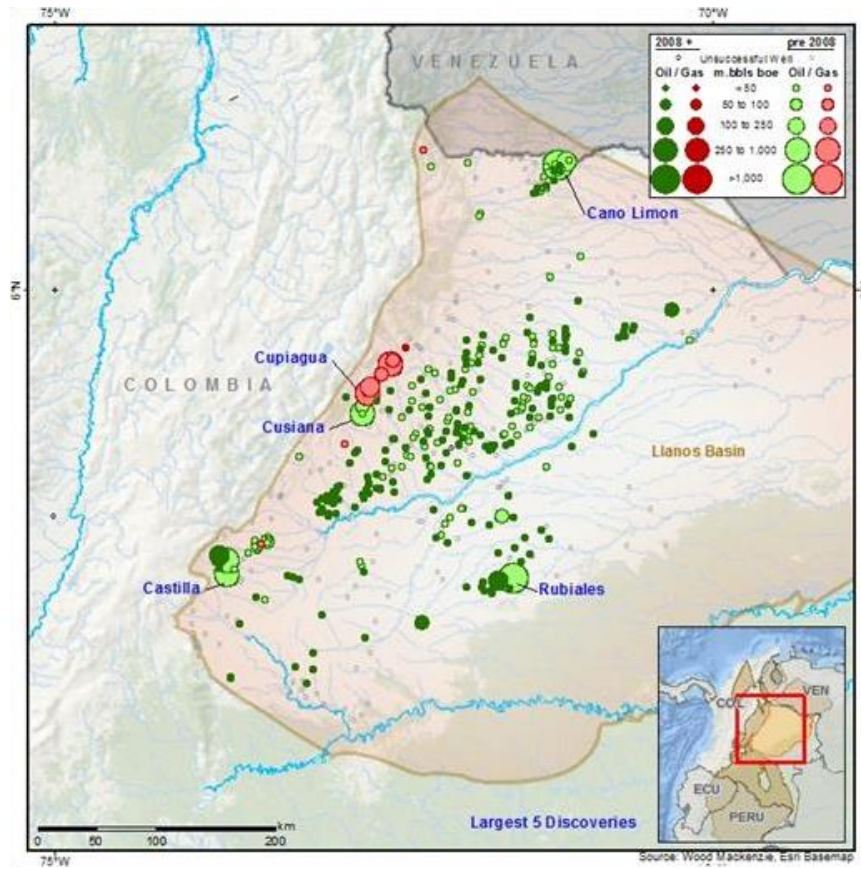 75°W
70°W
VENEZUELA
2008 +
pre 2008
Unsuccessful Well
Oil / Gas m.bbls boe Oil / Gas
<50
50 to 100
100 to 250
250 to 1,000
>1,000
Cano Limon
6°N
Cupiagua
COLOMBIA
Cusiana
Llanos Basin
Castilla
Rubiales
VEN
COL
ECU
PERU
Largest 5 Discoveries
km
0 50 100 200
Source: Wood Mackenzie, Esri Basemap
75°W